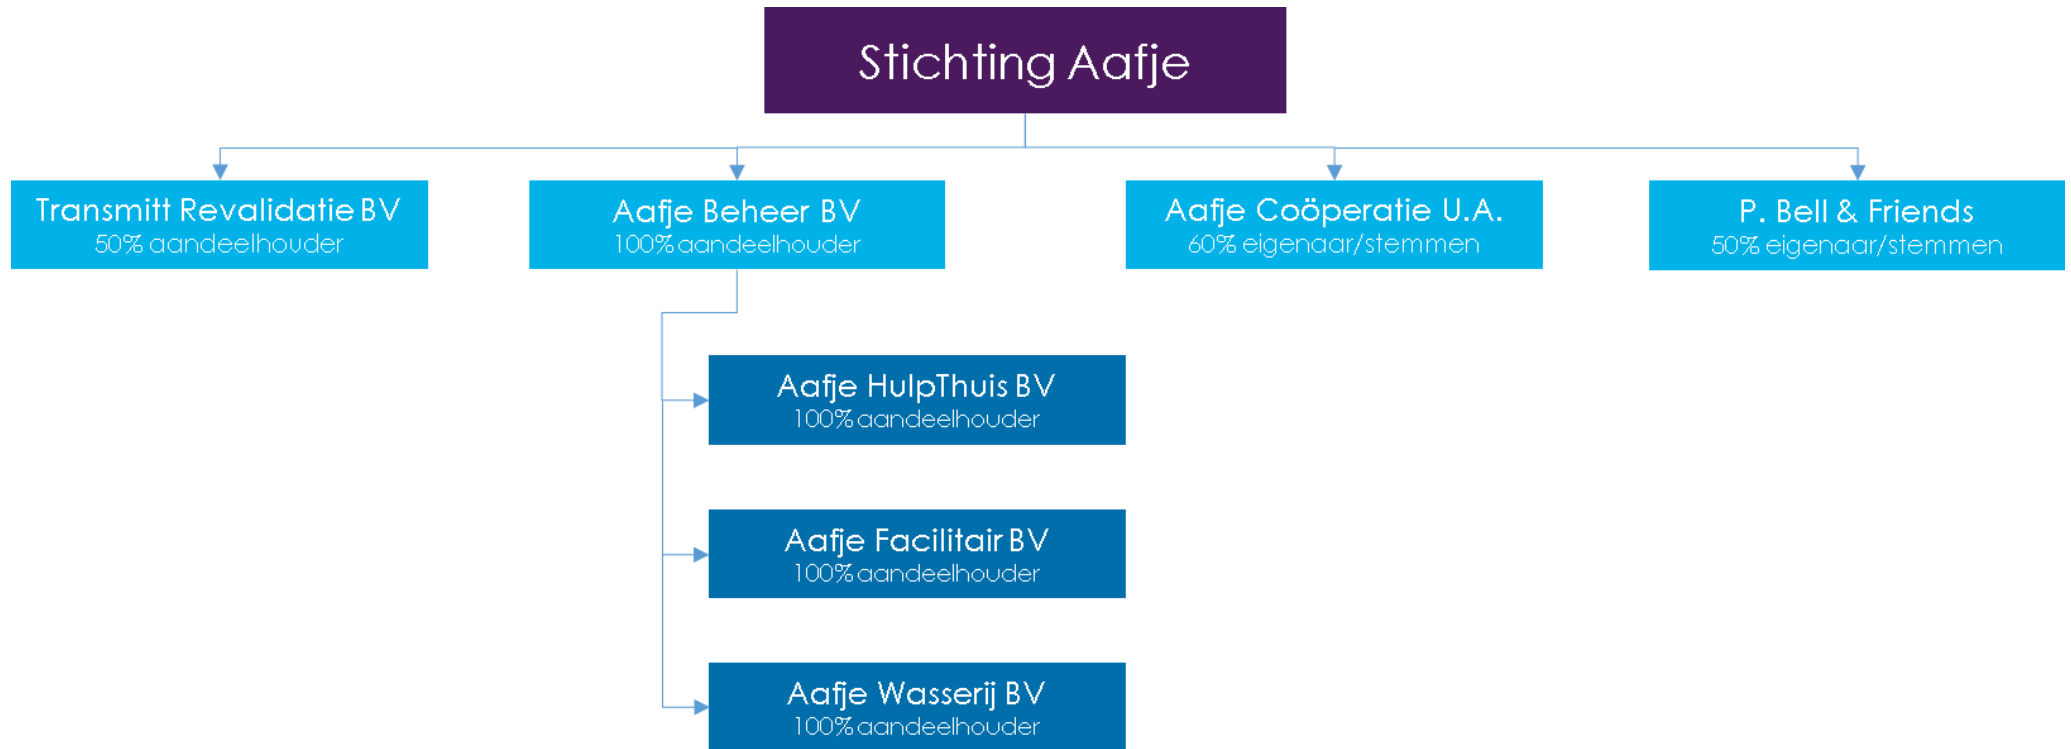 Stichting Aafje
Transmitt Revalidatie BV
50% aandeelhouder
Aafje Beheer BV
100% aandeelhouder
Aafje Coöperatie U.A.
60% eigenaar/stemmen
P. Bell & Friends
50% eigenaar/stemmen
Aafje HulpThuis BV
100% aandeelhouder
Aafje Facilitair BV
100% aandeelhouder
Aafje Wasserij BV
100% aandeelhouder